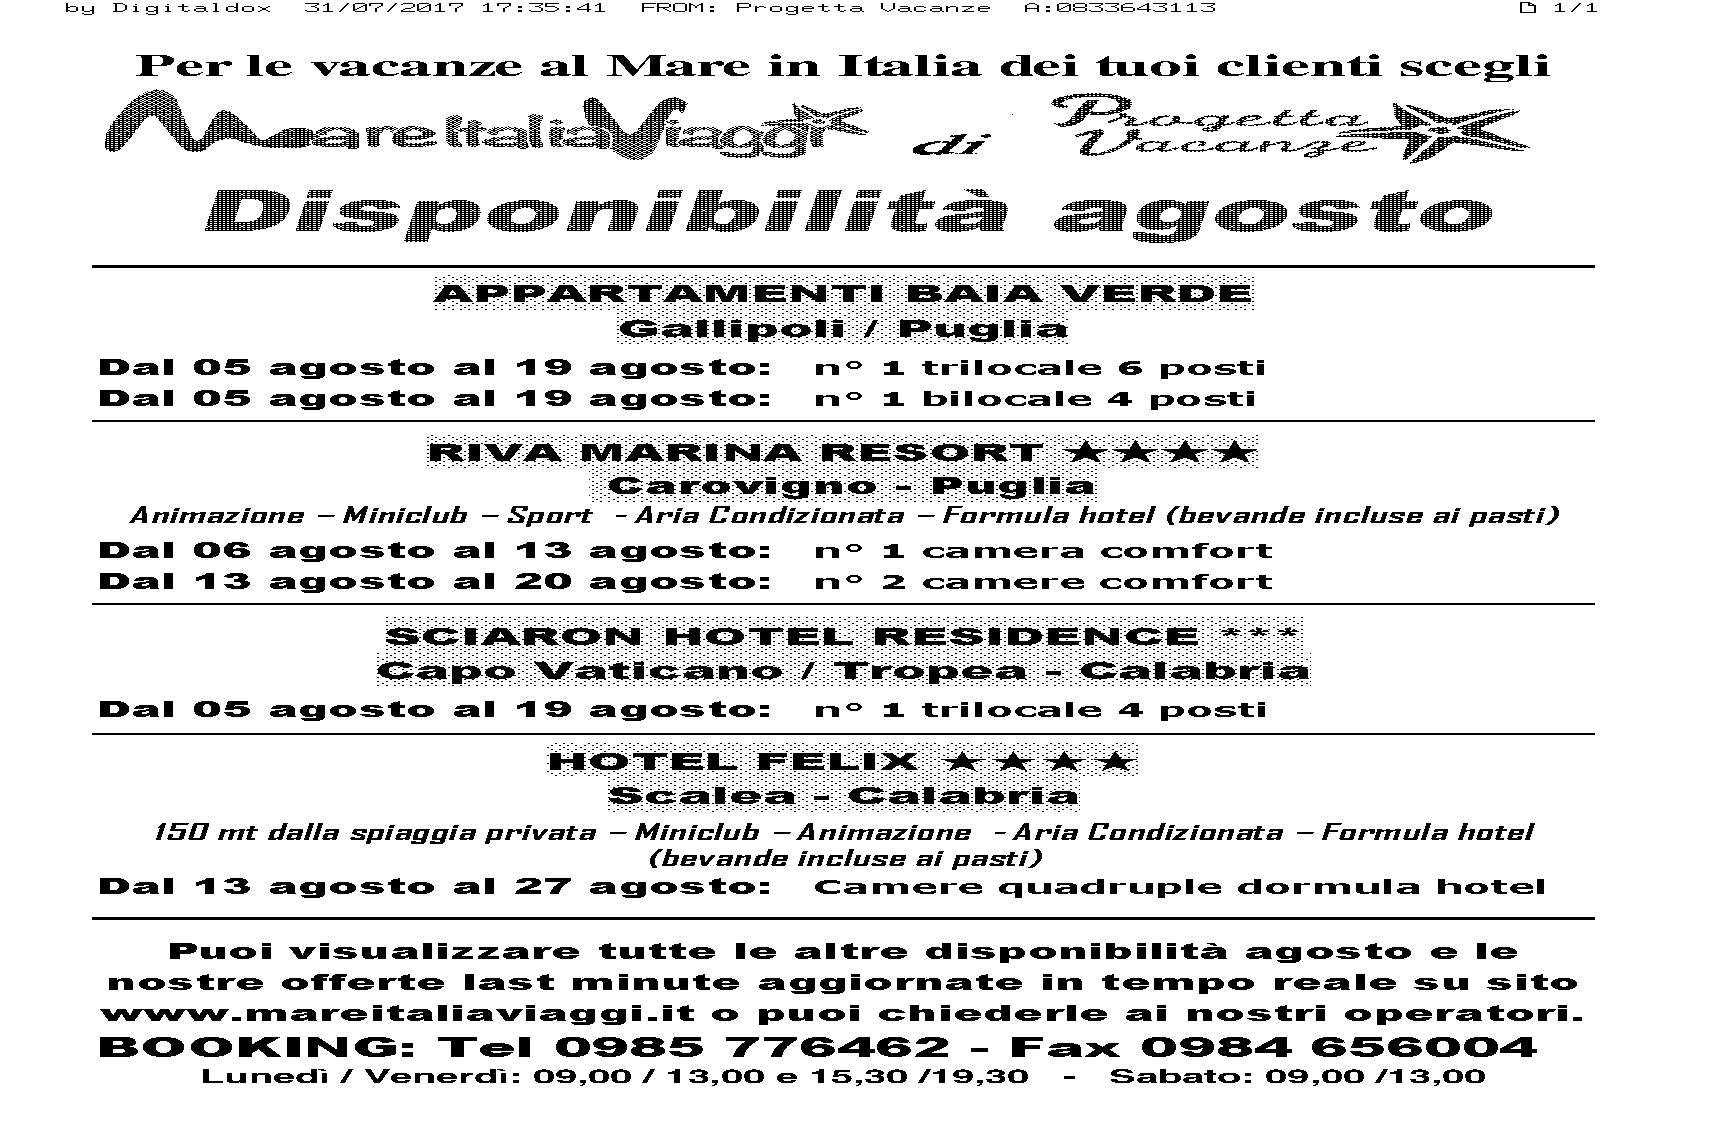 by Digitaldox 31/07/2017 17:35:41 FROM: Progetta Vacanze A:0833643113 1/1
Per le vacanze al Mare in Italia dei tuoi clienti scegli
MareItaliaViaggi di Progetta Vacanze
Disponibilità agosto
APPARTAMENTI BAIA VERDE
Gallipoli / Puglia
Dal 05 agosto al 19 agosto: n° 1 trilocale 6 posti
Dal 05 agosto al 19 agosto: n° 1 bilocale 4 posti
RIVA MARINA RESORT ★★★★
Carovigno - Puglia
Animazione – Miniclub – Sport - Aria Condizionata – Formula hotel (bevande incluse ai pasti)
Dal 06 agosto al 13 agosto: n° 1 camera comfort
Dal 13 agosto al 20 agosto: n° 2 camere comfort
SCIARON HOTEL RESIDENCE ***
Capo Vaticano / Tropea - Calabria
Dal 05 agosto al 19 agosto: n° 1 trilocale 4 posti
HOTEL FELIX ★★★★
Scalea - Calabria
150 mt dalla spiaggia privata – Miniclub – Animazione - Aria Condizionata – Formula hotel
(bevande incluse ai pasti)
Dal 13 agosto al 27 agosto: Camere quadruple dormula hotel
Puoi visualizzare tutte le altre disponibilità agosto e le
nostre offerte last minute aggiornate in tempo reale su sito
www.mareitaliaviaggi.it o puoi chiederle ai nostri operatori.
BOOKING: Tel 0985 776462 - Fax 0984 656004
Lunedì / Venerdì: 09,00 / 13,00 e 15,30 /19,30 - Sabato: 09,00 /13,00